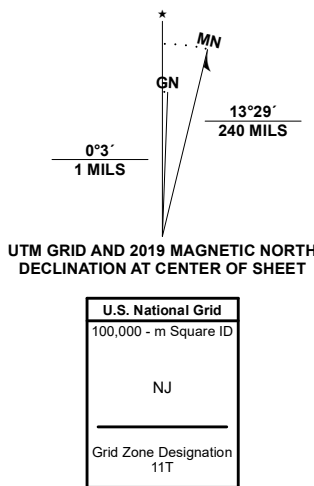 ★
MN
GN
13°29´
240 MILS
0°3´
1 MILS
UTM GRID AND 2019 MAGNETIC NORTH
DECLINATION AT CENTER OF SHEET
U.S. National Grid
100,000 - m Square ID
NJ
Grid Zone Designation
11T